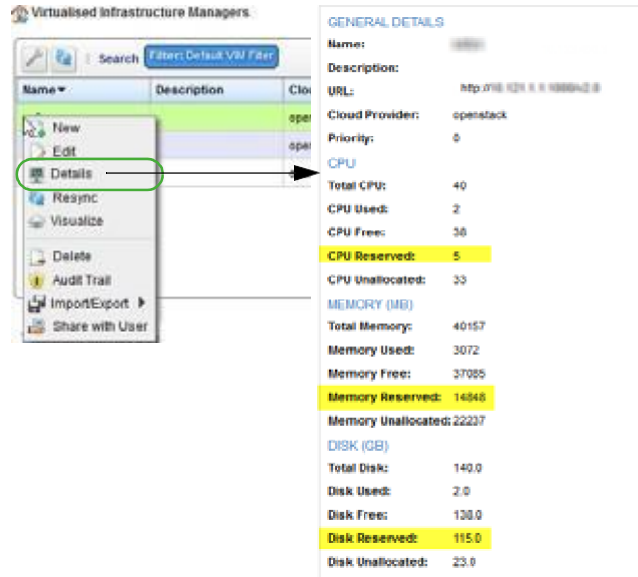 Virtualised Infrastructure Managers
Search Filter: Default VIM Filter
Name Description Clou
New
Edit
Details
Resync
Visualize
Delete
Audit Trail
Import/Export
Share with User
open
open
GENERAL DETAILS
Name:
Description:
URL:
Cloud Provider: openstack
Priority: 0
CPU
Total CPU: 40
CPU Used: 2
CPU Free: 38
CPU Reserved: 5
CPU Unallocated: 33
MEMORY (MB)
Total Memory: 40157
Memory Used: 3072
Memory Free: 37085
Memory Reserved: 14848
Memory Unallocated: 22237
DISK (GB)
Total Disk: 140.0
Disk Used: 2.0
Disk Free: 138.0
Disk Reserved: 115.0
Disk Unallocated: 23.0